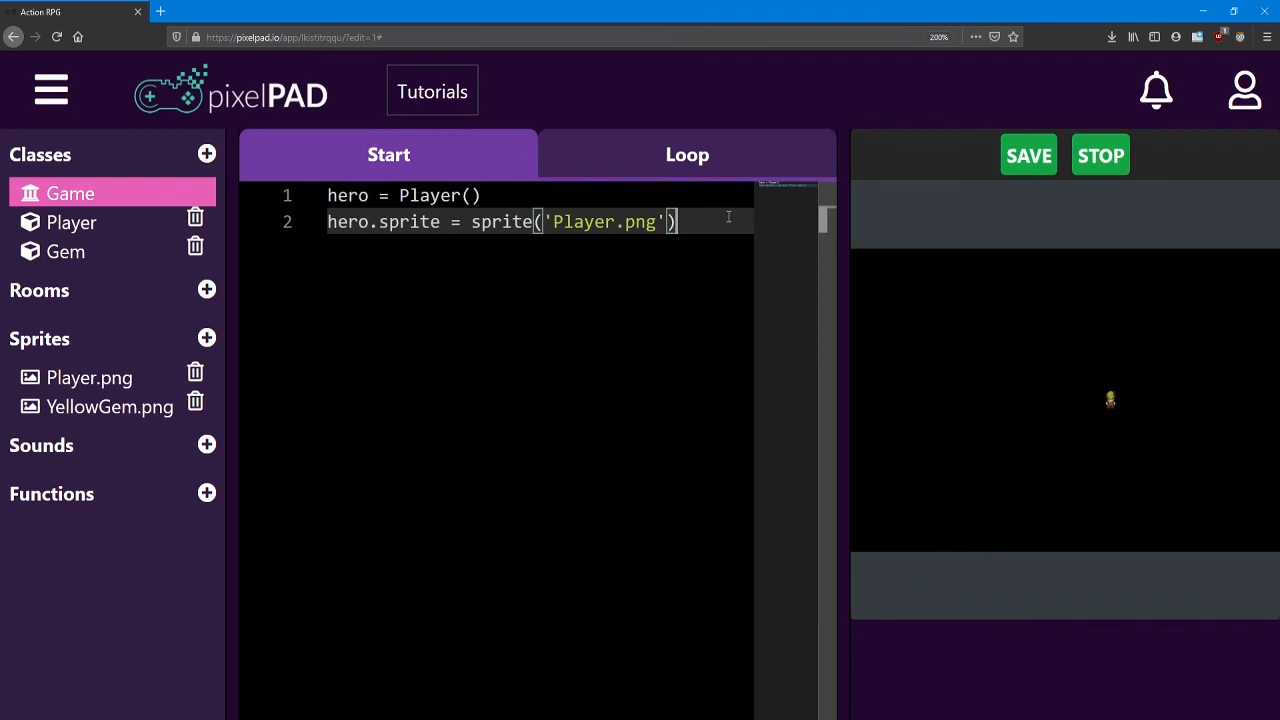 Action RPG
https://pixelpad.io/app/lkistitrqqu/?edit=1#
200%
1
pixelPAD
Tutorials
Classes
Game
Player
Gem
Rooms
Sprites
Player.png
YellowGem.png
Sounds
Functions
Start
Loop
1 hero = Player()
2 hero.sprite = sprite('Player.png')
SAVE
STOP